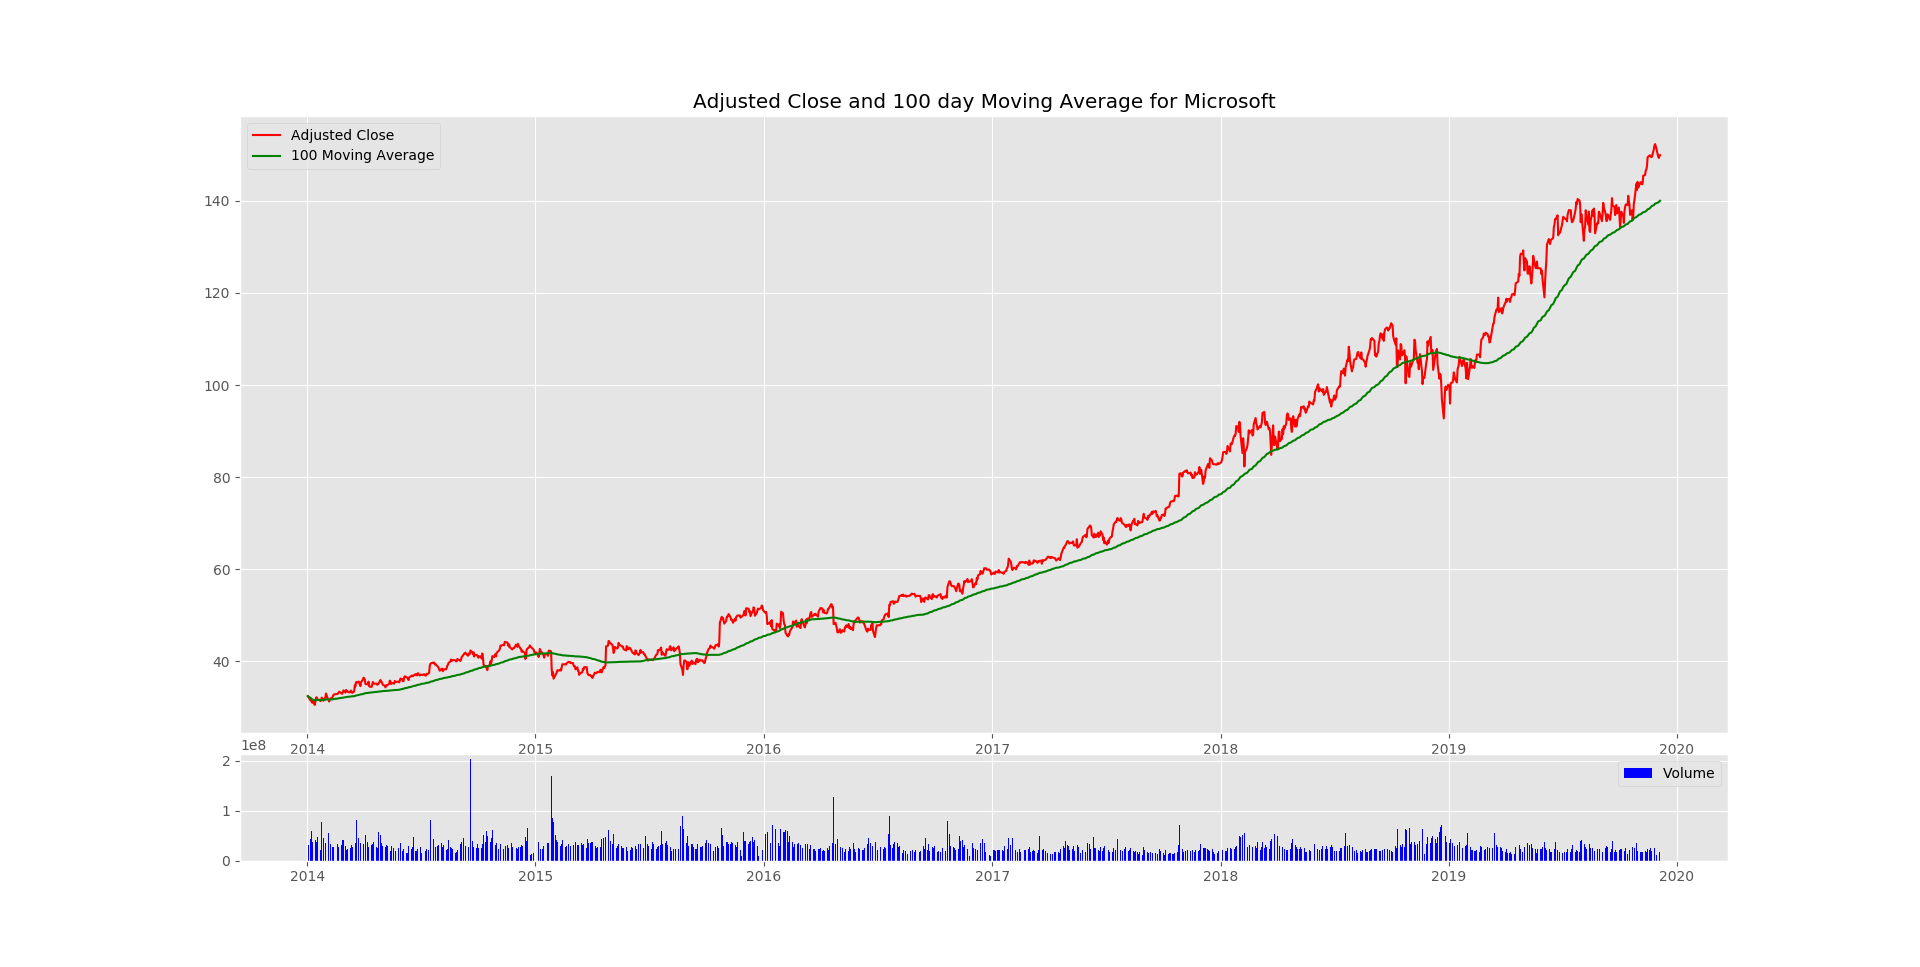 Adjusted Close and 100 day Moving Average for Microsoft
Adjusted Close
100 Moving Average
140
120
100
80
60
40
2014 2015 2016 2017 2018 2019 2020
1e8
Volume
2
1
0
2014 2015 2016 2017 2018 2019 2020